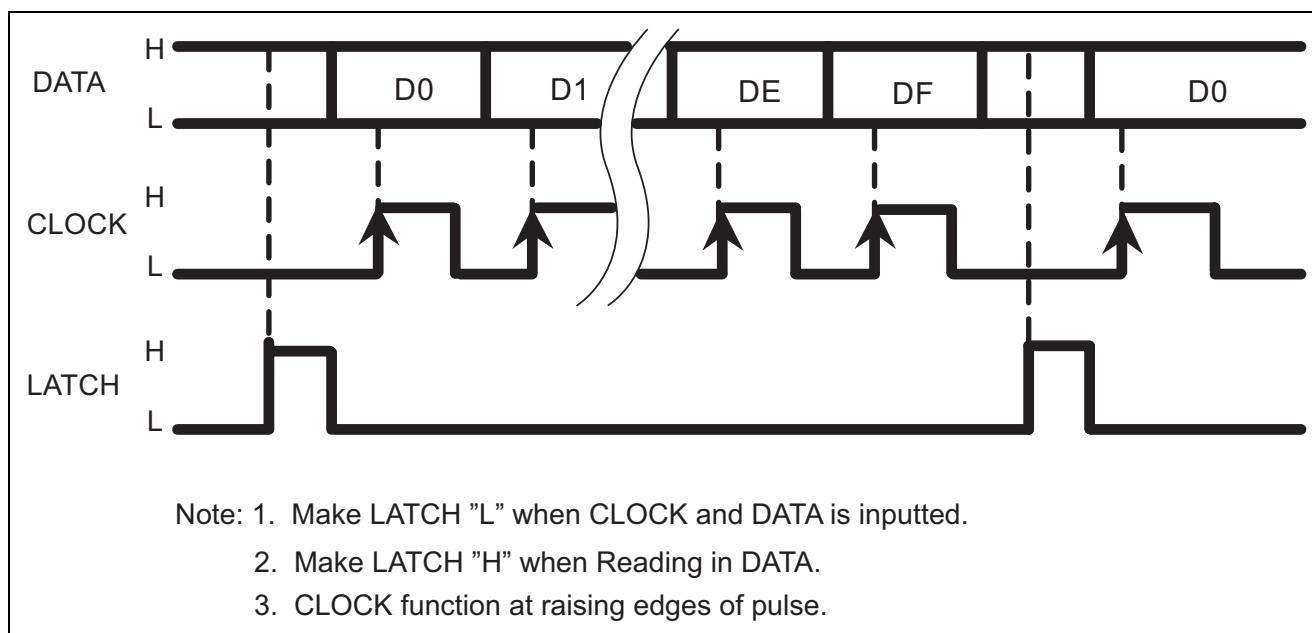 H
DATA
D0 D1 DE DF D0
L
H
CLOCK
L
H
LATCH
L
Note: 1. Make LATCH ”L” when CLOCK and DATA is inputted.
2. Make LATCH ”H” when Reading in DATA.
3. CLOCK function at raising edges of pulse.